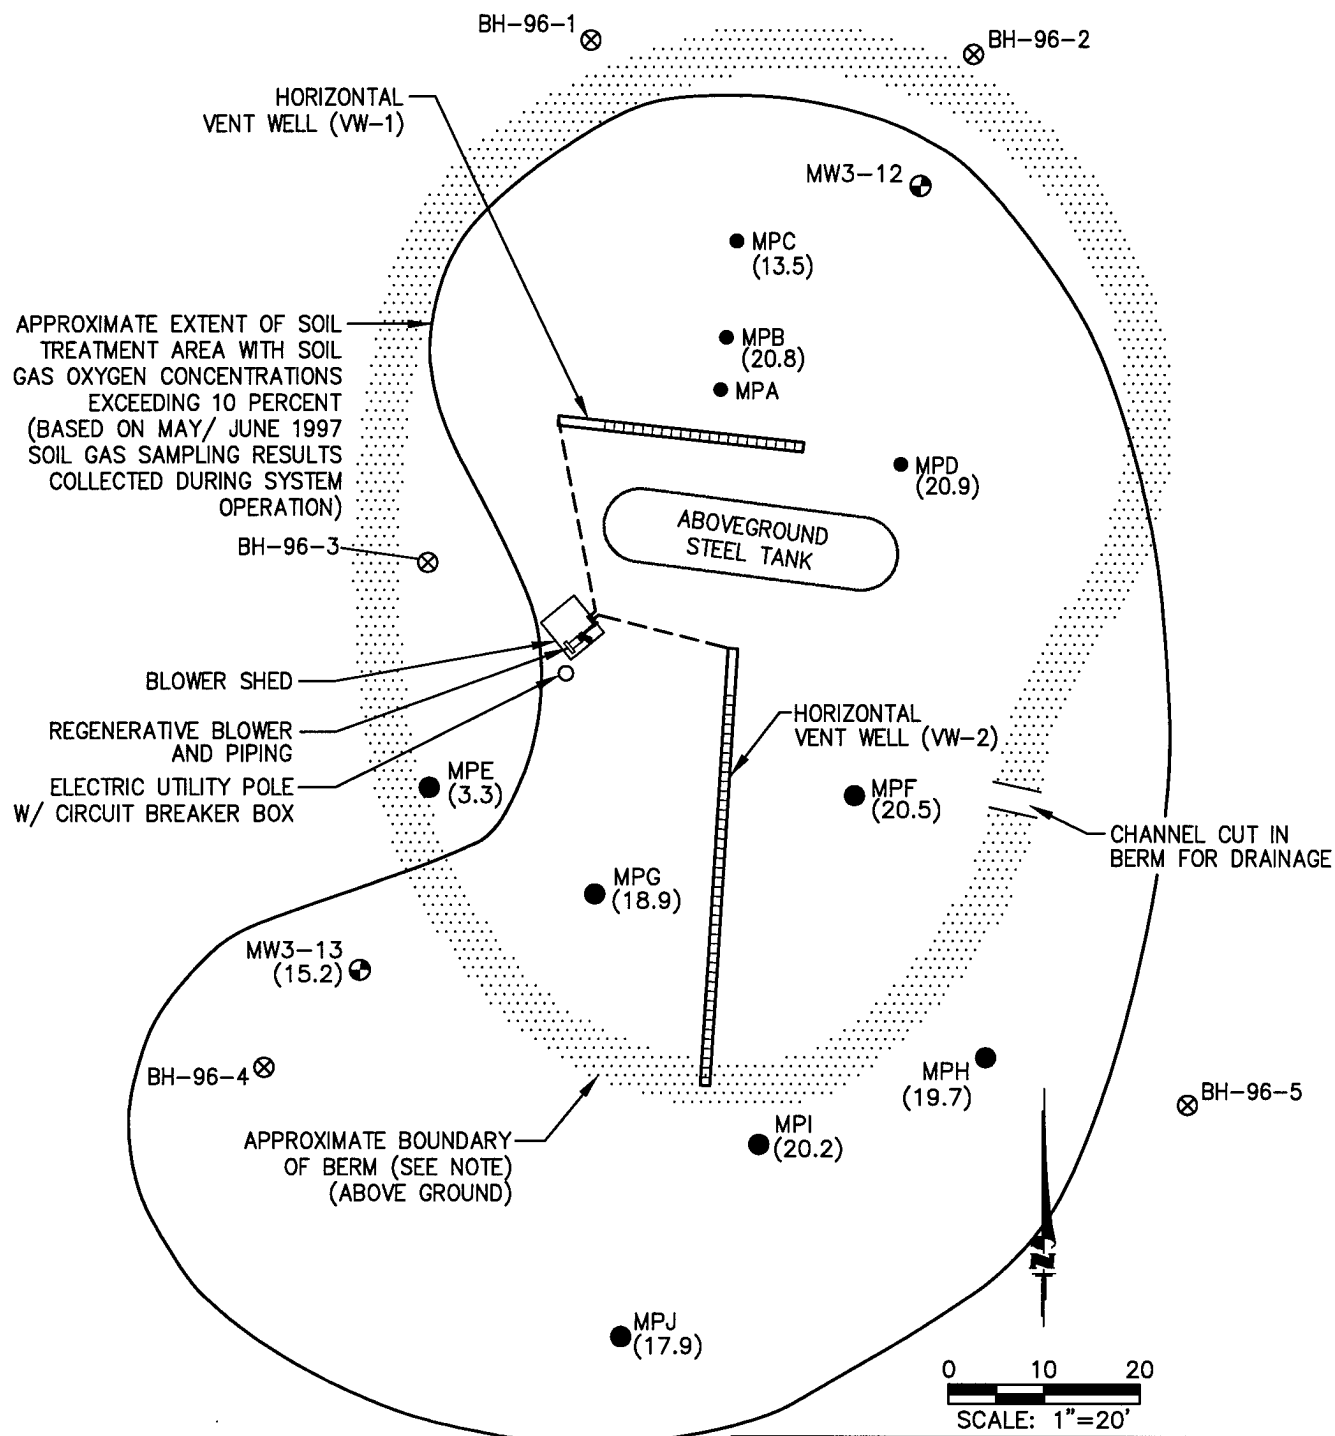 BH-96-1
BH-96-2
HORIZONTAL
VENT WELL (VW-1)
MW3-12
MPC
(13.5)
APPROXIMATE EXTENT OF SOIL
TREATMENT AREA WITH SOIL
GAS OXYGEN CONCENTRATIONS
EXCEEDING 10 PERCENT
(BASED ON MAY/ JUNE 1997
SOIL GAS SAMPLING RESULTS
COLLECTED DURING SYSTEM
OPERATION)
MPB
(20.8)
MPA
MPD
(20.9)
ABOVEGROUND
STEEL TANK
BH-96-3
BLOWER SHED
REGENERATIVE BLOWER
AND PIPING
ELECTRIC UTILITY POLE
W/ CIRCUIT BREAKER BOX
HORIZONTAL
VENT WELL (VW-2)
MPE
(3.3)
MPF
(20.5)
CHANNEL CUT IN
BERM FOR DRAINAGE
MPG
(18.9)
MW3-13
(15.2)
BH-96-4
MPH
(19.7)
BH-96-5
APPROXIMATE BOUNDARY
OF BERM (SEE NOTE)
(ABOVE GROUND)
MPI
(20.2)
N
MPJ
(17.9)
0 10 20
SCALE: 1"=20'